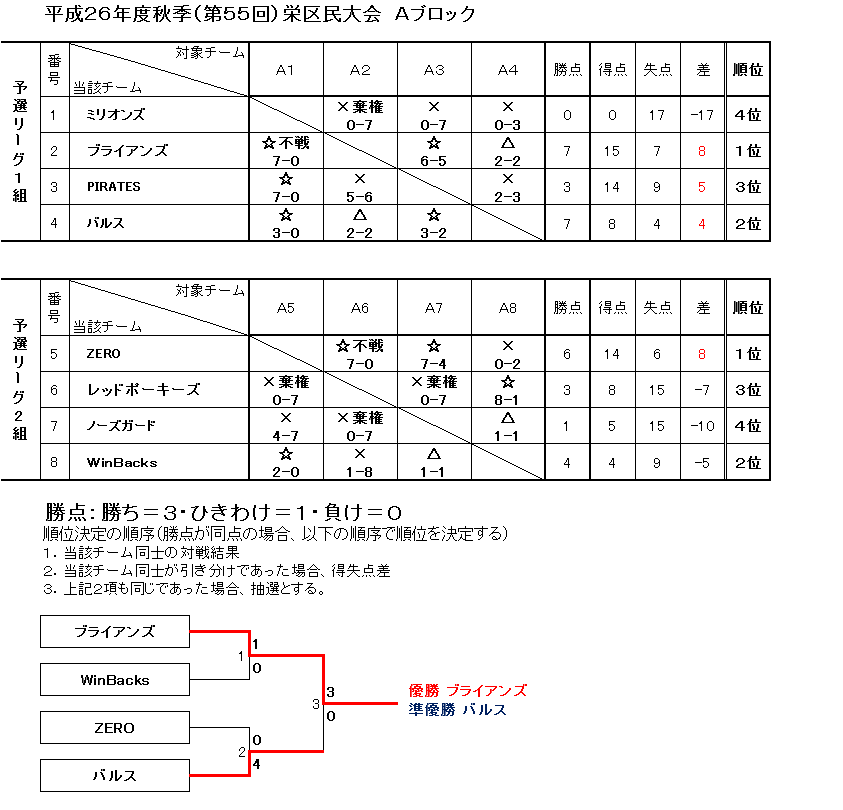 平成２６年度秋季（第５５回）栄区民大会　Ａブロック
予選リーグ１組
番号 対象チーム 当該チーム Ａ１ Ａ２ Ａ３ Ａ４ 勝点 得点 失点 差 順位
1 ミリオンズ ×棄権 0-7 × 0-7 × 0-3 0 0 17 -17 4位
2 ブライアンズ ☆不戦 7-0 ☆ 6-5 △ 2-2 7 15 7 8 1位
3 PIRATES ☆ 7-0 × 5-6 × 2-3 3 14 9 5 3位
4 バルス ☆ 3-0 △ 2-2 ☆ 3-2 7 8 4 4 2位
予選リーグ２組
番号 対象チーム 当該チーム Ａ５ Ａ６ Ａ７ Ａ８ 勝点 得点 失点 差 順位
5 ZERO ☆不戦 7-0 ☆ 7-4 × 0-2 6 14 6 8 1位
6 レッドポーキーズ ×棄権 0-7 ×棄権 0-7 ☆ 8-1 3 8 15 -7 3位
7 ノーズガード × 4-7 ×棄権 0-7 △ 1-1 1 5 15 -10 4位
8 WinBacks ☆ 2-0 × 1-8 △ 1-1 4 4 9 -5 2位
勝点：勝ち＝３・ひきわけ＝１・負け＝０
順位決定の順序（勝点が同点の場合、以下の順序で順位を決定する）
１．当該チーム同士の対戦結果
２．当該チーム同士が引き分けであった場合、得失点差
３．上記２項も同じであった場合、抽選とする。
ブライアンズ
1
1
0
WinBacks
3
3
0
優勝 ブライアンズ
準優勝 バルス
ZERO
0
2
4
バルス